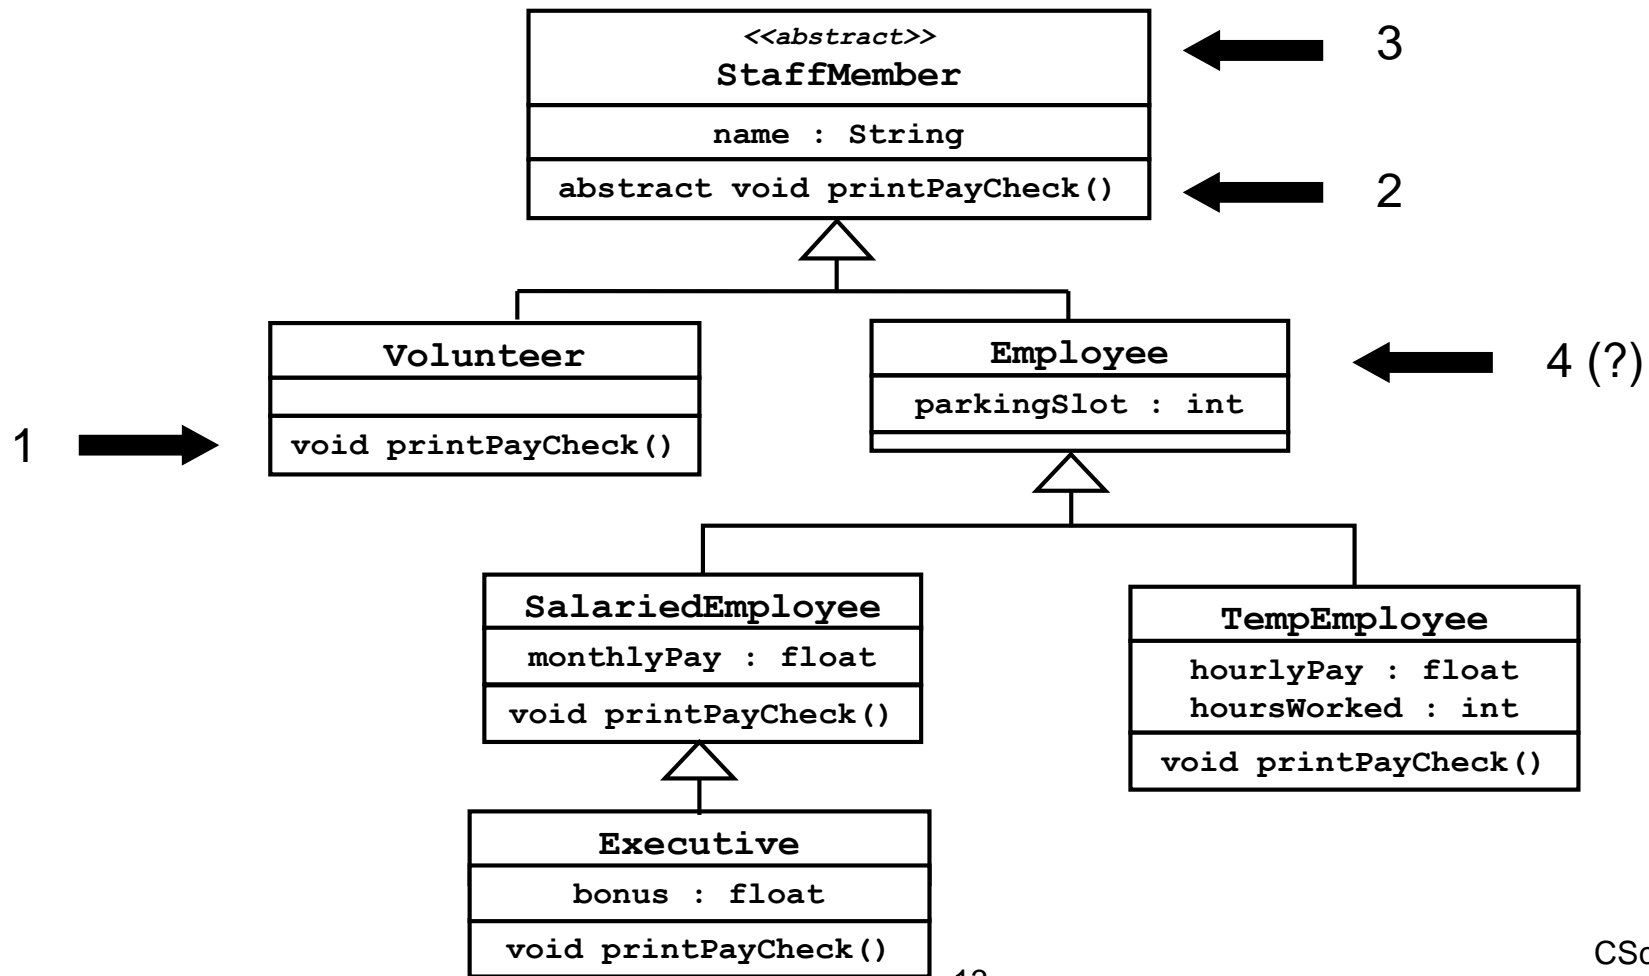 <<abstract>>
StaffMember
3
name : String
abstract void printPayCheck()
2
Volunteer
void printPayCheck()
1
Employee
4 (?)
parkingSlot : int
SalariedEmployee
monthlyPay : float
void printPayCheck()
TempEmployee
hourlyPay : float
hoursWorked : int
void printPayCheck()
Executive
bonus : float
void printPayCheck()